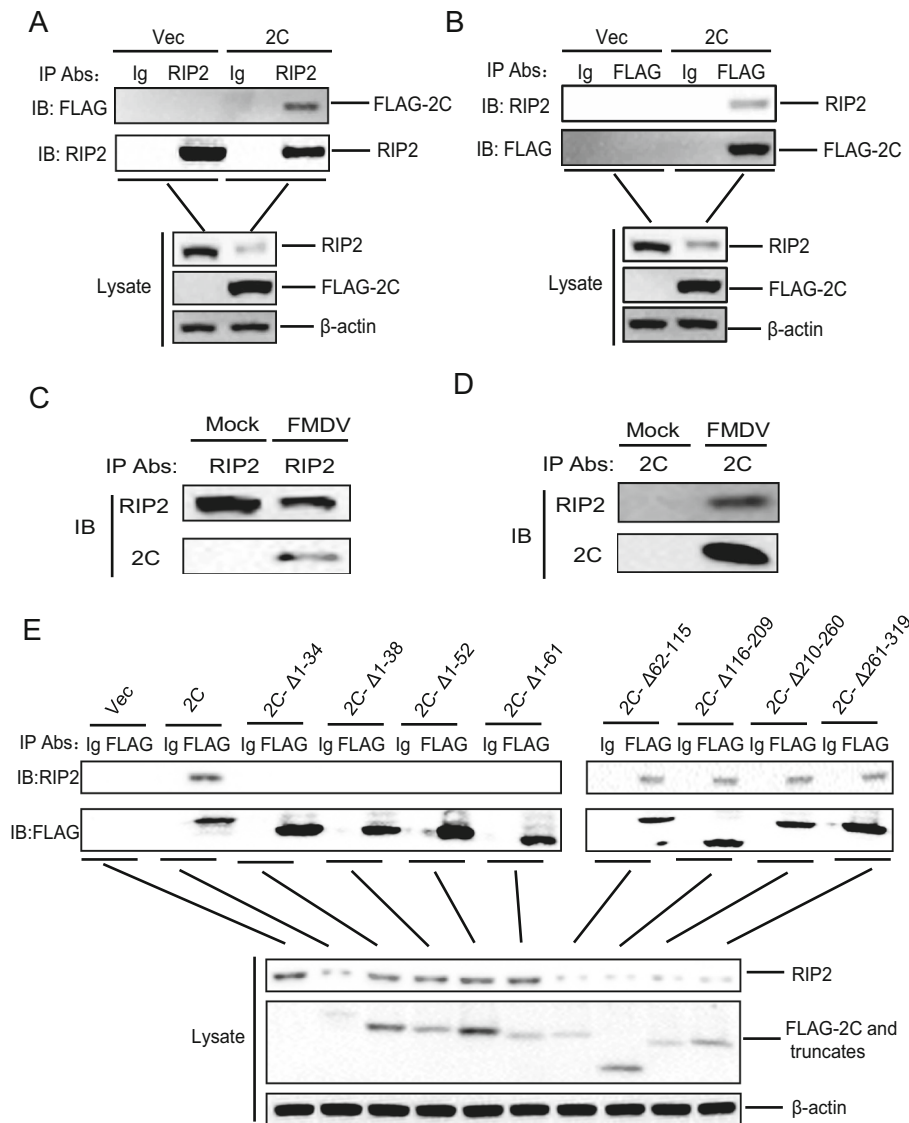 A
Vec 2C
IP Abs: Ig RIP2 Ig RIP2
IB: FLAG FLAG-2C
IB: RIP2 RIP2
RIP2
Lysate FLAG-2C
β-actin
B
Vec 2C
IP Abs: Ig FLAG Ig FLAG
IB: RIP2 RIP2
IB: FLAG FLAG-2C
RIP2
Lysate FLAG-2C
β-actin
C
Mock FMDV
IP Abs: RIP2 RIP2
RIP2
IB
2C
D
Mock FMDV
IP Abs: 2C 2C
RIP2
IB
2C
E
Vec 2C 2C- Δ1-34 2C- Δ1-38 2C- Δ1-52 2C- Δ1-61 2C- Δ62-115 2C- Δ116-209 2C- Δ210-260 2C- Δ261-319
IP Abs: Ig FLAG Ig FLAG Ig FLAG Ig FLAG Ig FLAG Ig FLAG Ig FLAG Ig FLAG Ig FLAG Ig FLAG
IB:RIP2
IB:FLAG
RIP2
Lysate FLAG-2C and
truncates
β-actin